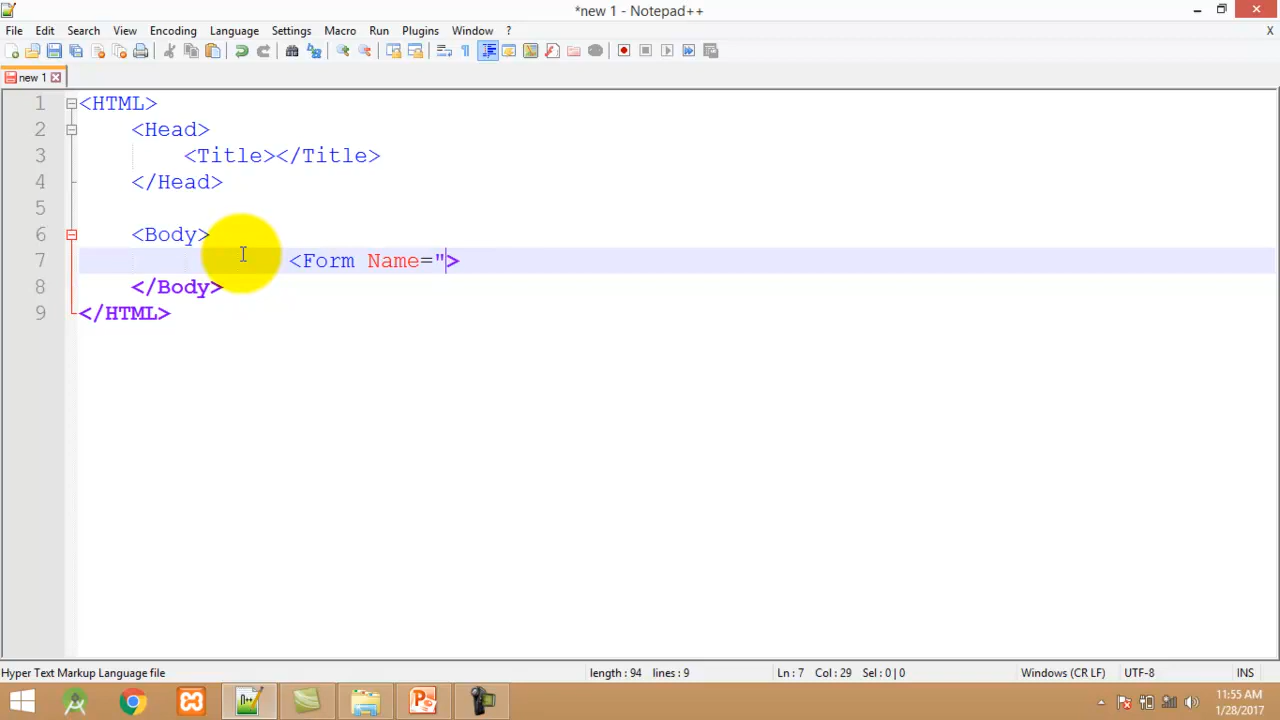 *new 1 - Notepad++
File Edit Search View Encoding Language Settings Macro Run Plugins Window ? X
new 1
1 <HTML>
2 <Head>
3 <Title></Title>
4 </Head>
5
6 <Body>
7 <Form Name=">
8 </Body>
9 </HTML>
Hyper Text Markup Language file length : 94 lines : 9 Ln : 7 Col : 29 Sel : 0 | 0 Windows (CR LF) UTF-8 INS
11:55 AM
1/28/2017